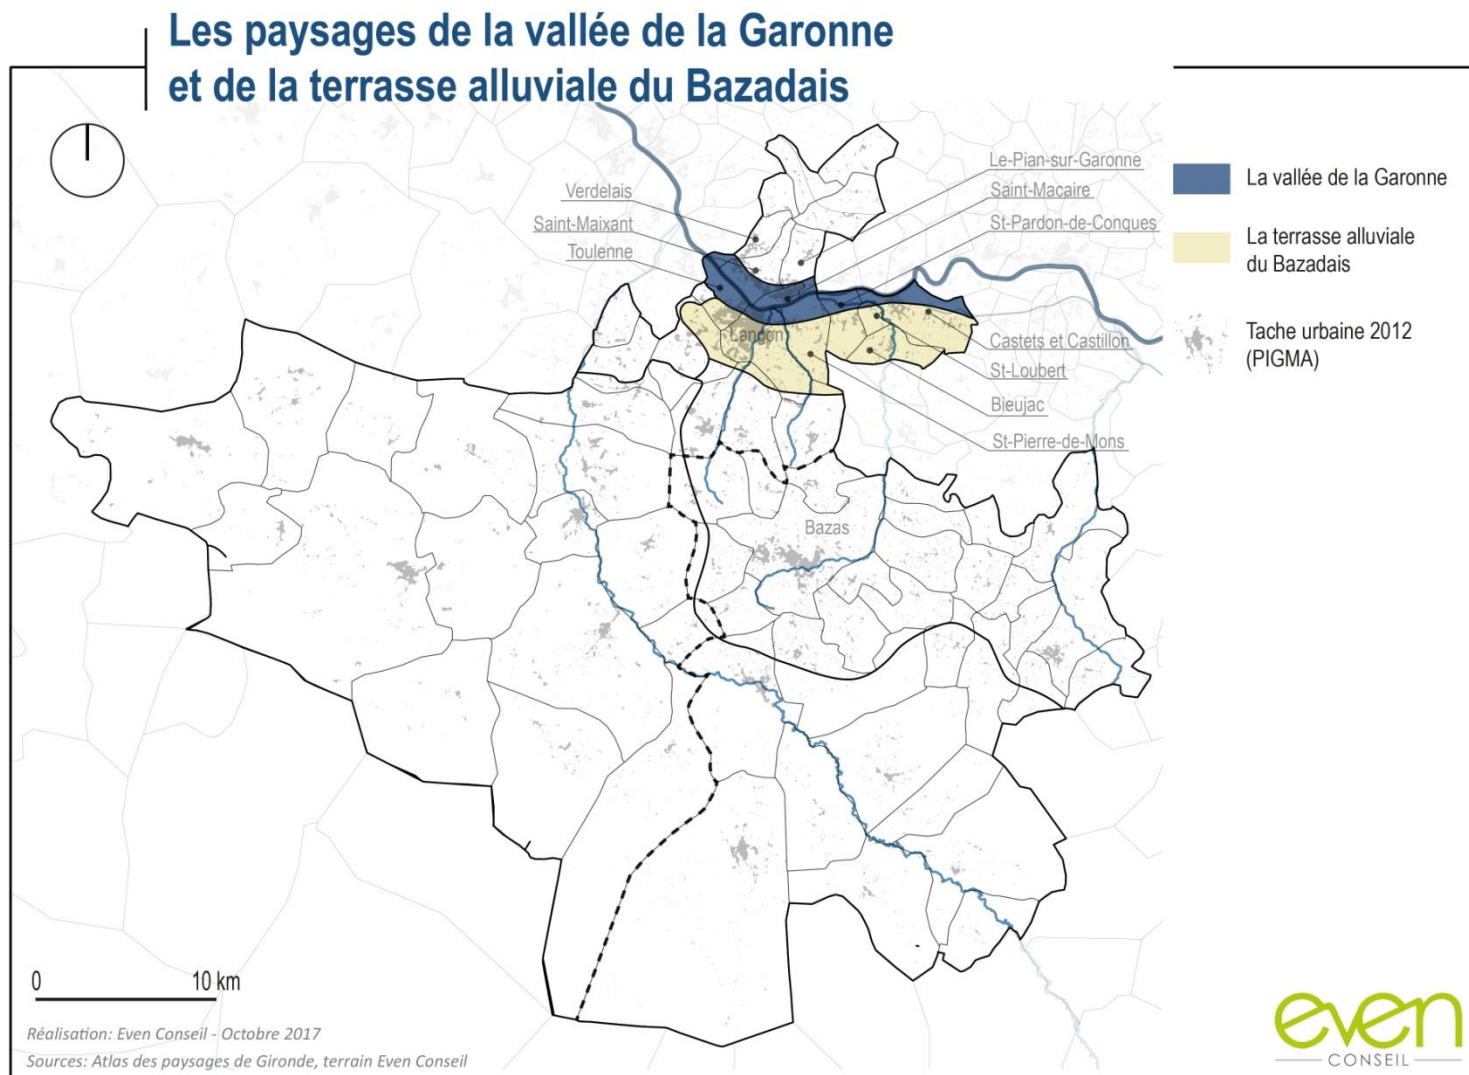 Les paysages de la vallée de la Garonne
et de la terrasse alluviale du Bazadais
Verdelais
Saint-Maixant
Toulenne
Le-Pian-sur-Garonne
Saint-Macaire
St-Pardon-de-Conques
Langon
Castets et Castillon
St-Loubert
Bieujac
St-Pierre-de-Mons
Bazas
La vallée de la Garonne
La terrasse alluviale
du Bazadais
Tache urbaine 2012
(PIGMA)
0 10 km
Réalisation: Even Conseil - Octobre 2017
Sources: Atlas des paysages de Gironde, terrain Even Conseil
even
CONSEIL